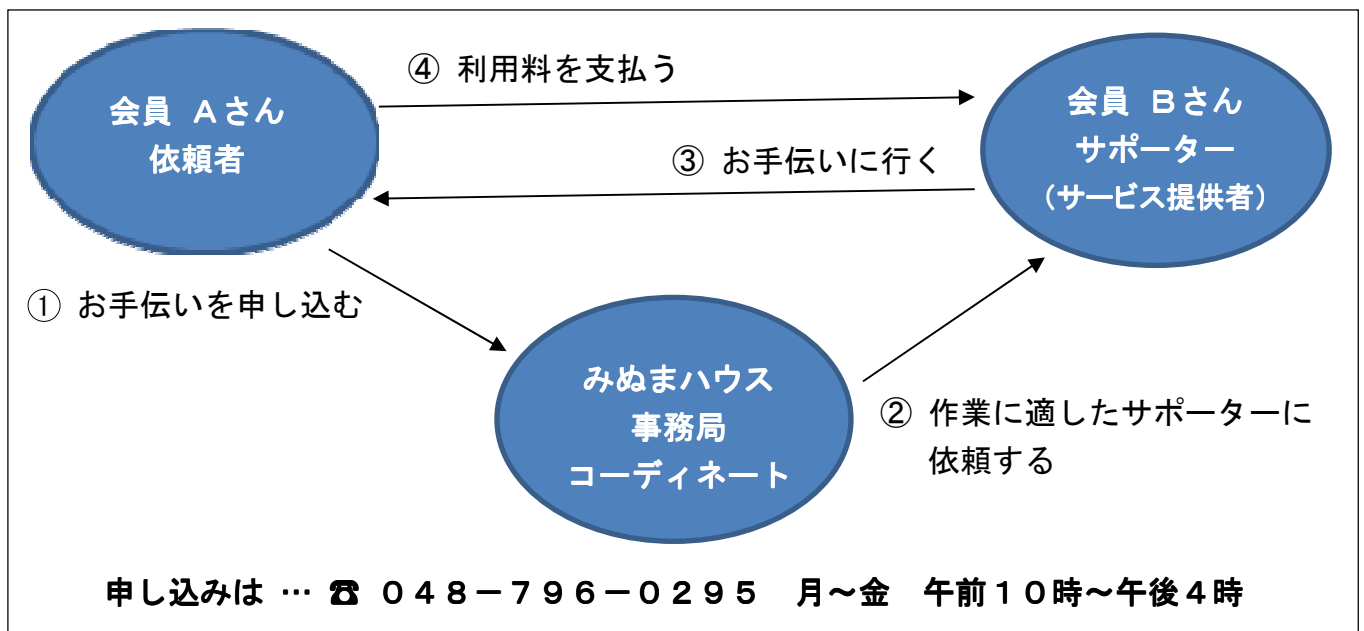 ④ 利用料を支払う
会員 Aさん
依頼者
会員 Bさん
サポーター
(サービス提供者)
③ お手伝いに行く
① お手伝いを申し込む
みぬまハウス
事務局
コーディネート
② 作業に適したサポーターに
依頼する
申し込みは … ☎ 048-796-0295 月~金 午前10時~午後4時